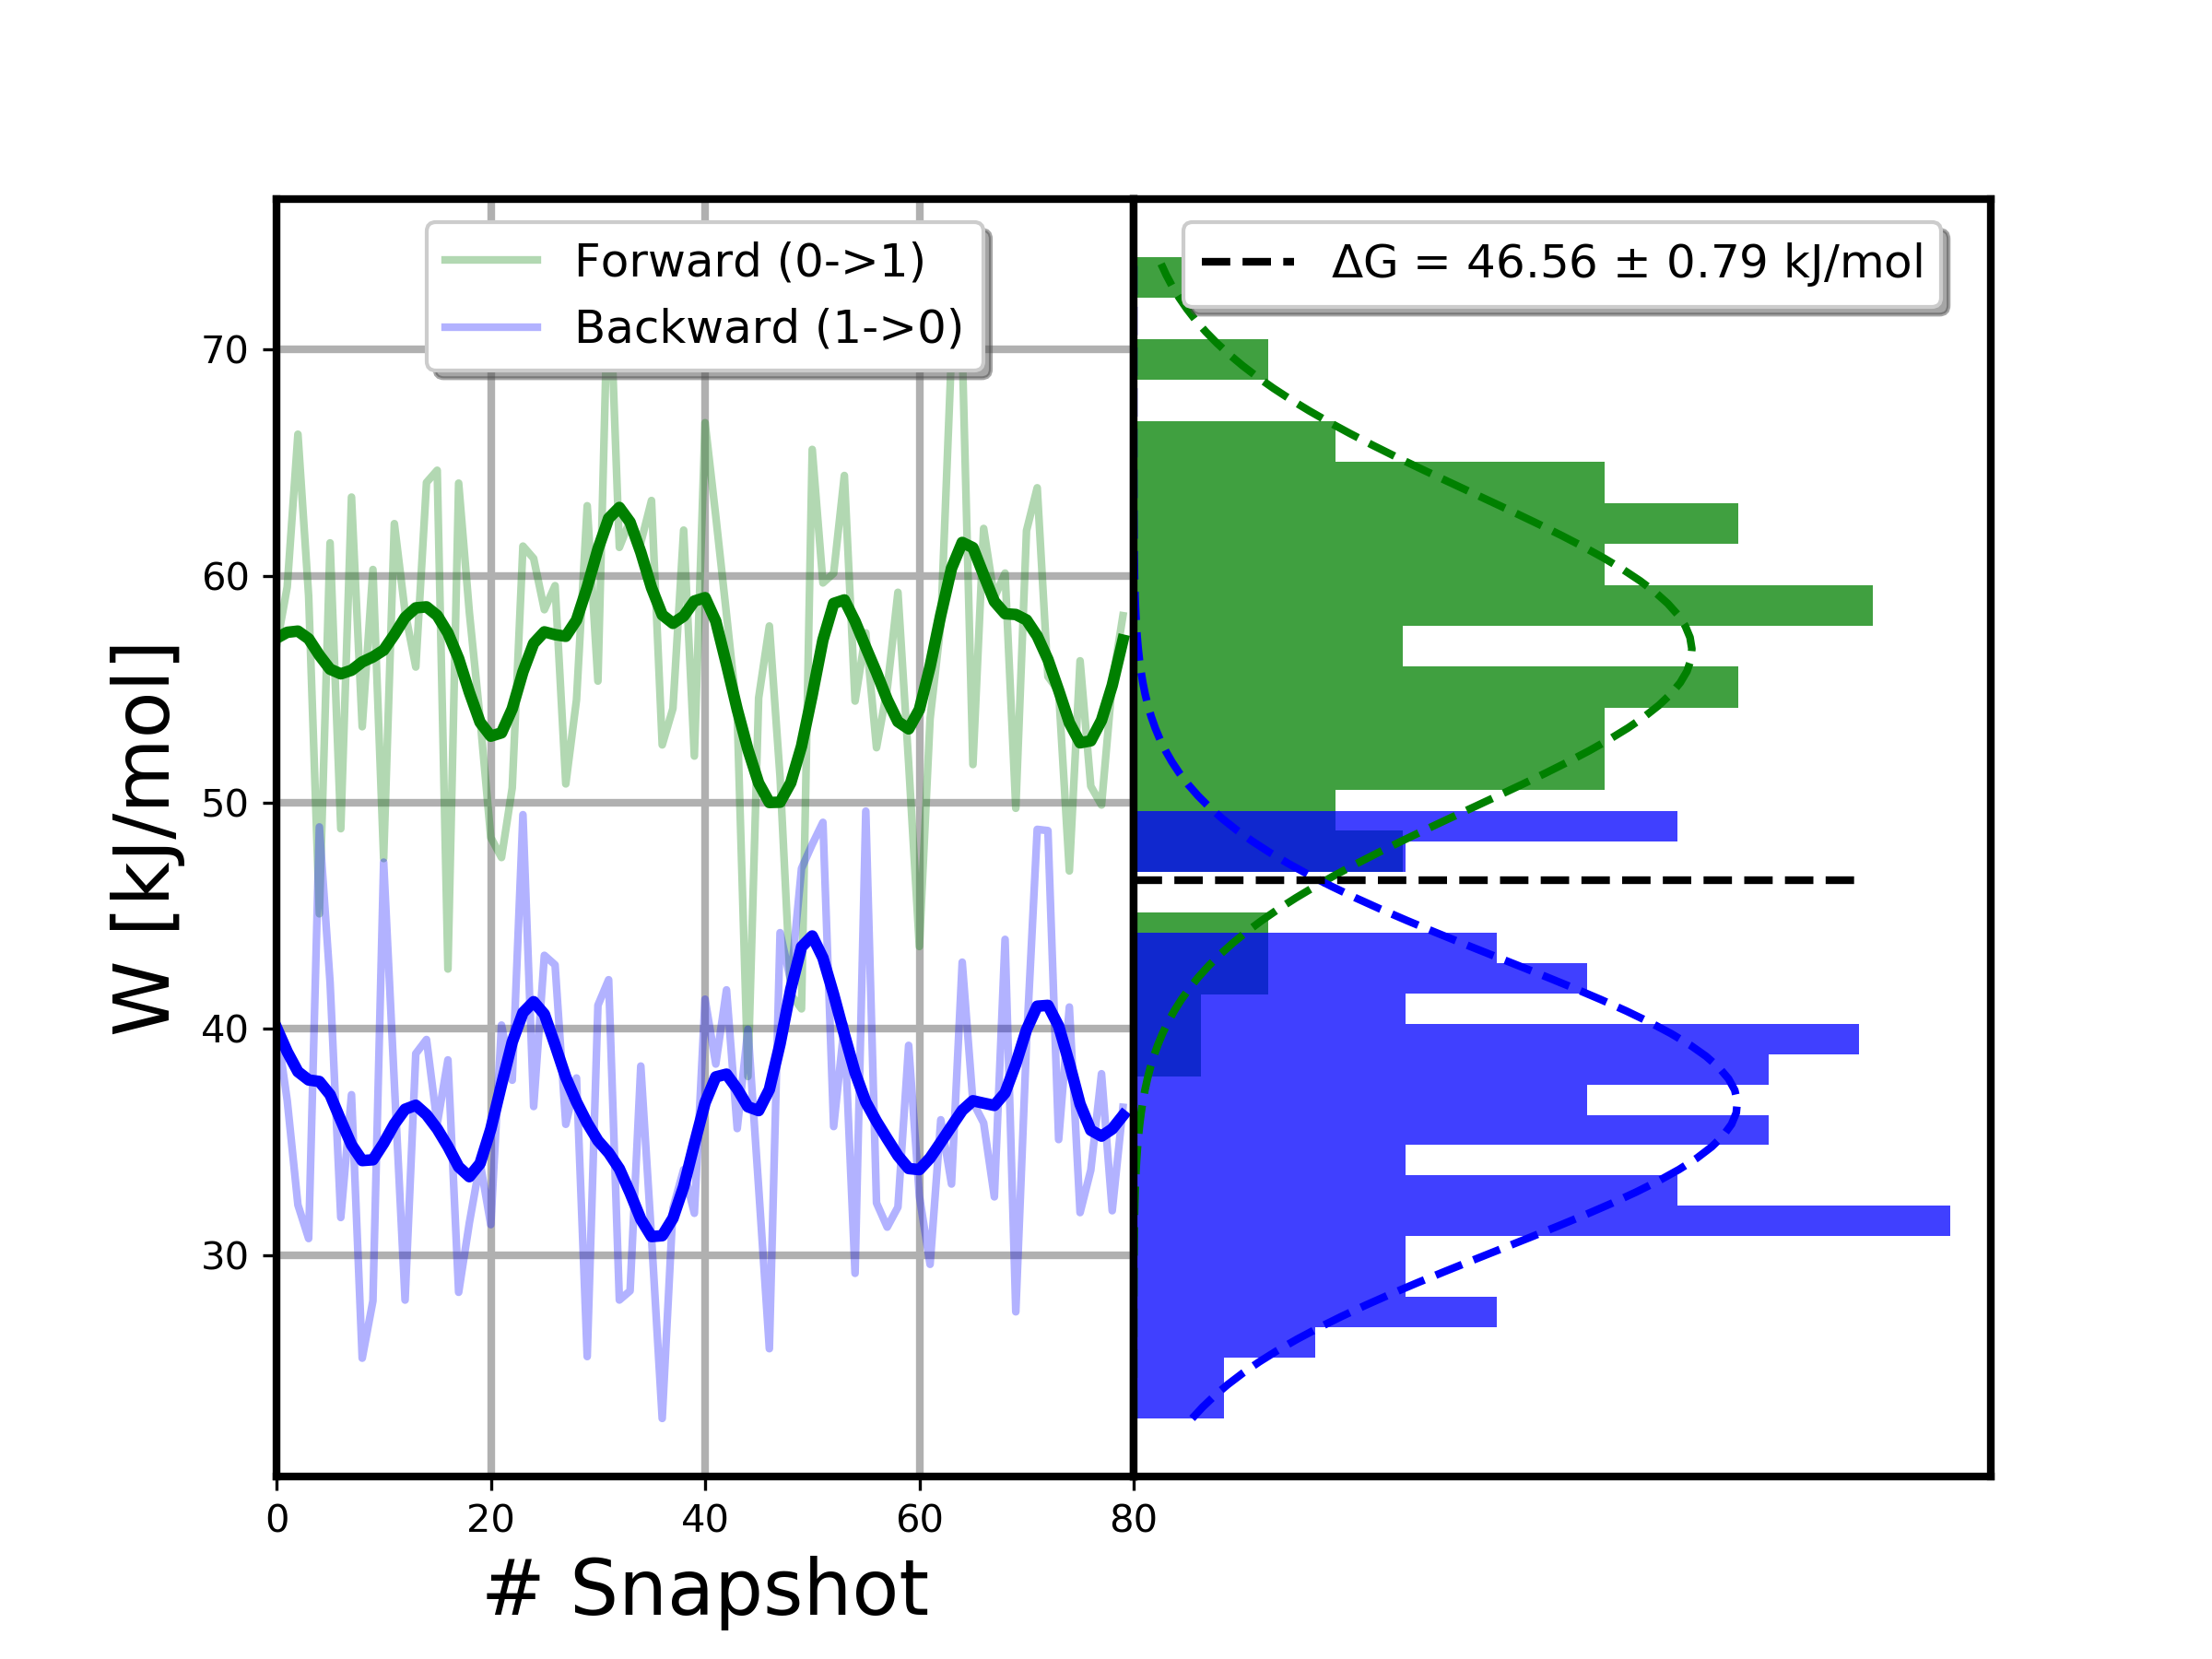 Forward (0->1)
Backward (1->0)
ΔG = 46.56 ± 0.79 kJ/mol
W [kJ/mol]
70
60
50
40
30
0 20 40 60 80
# Snapshot